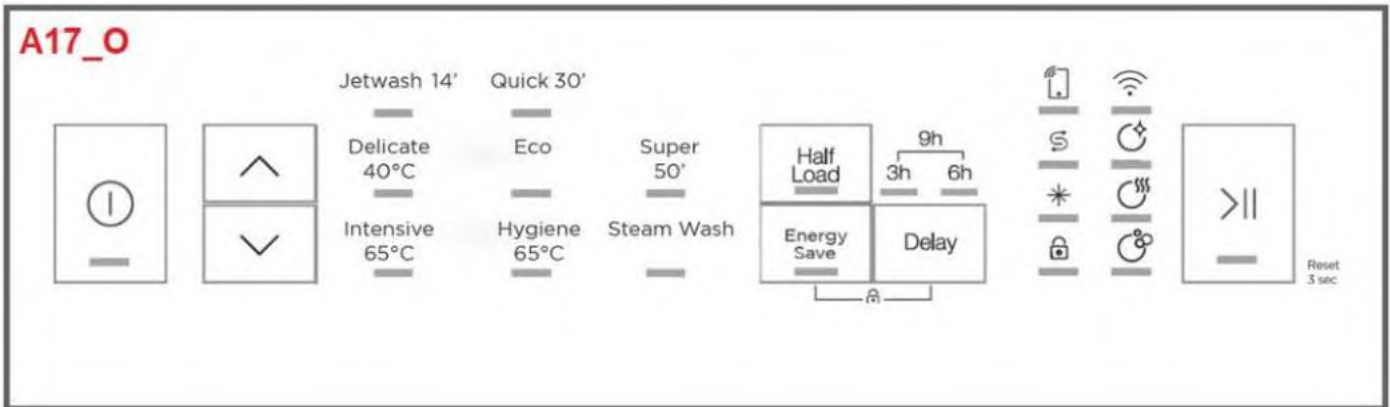 A17_O
Jetwash 14' Quick 30'
Delicate
40°C
Eco
Super
50'
Intensive
65°C
Hygiene
65°C
Steam Wash
Half
Load
9h
3h 6h
Energy
Save
Delay
Reset
3 sec